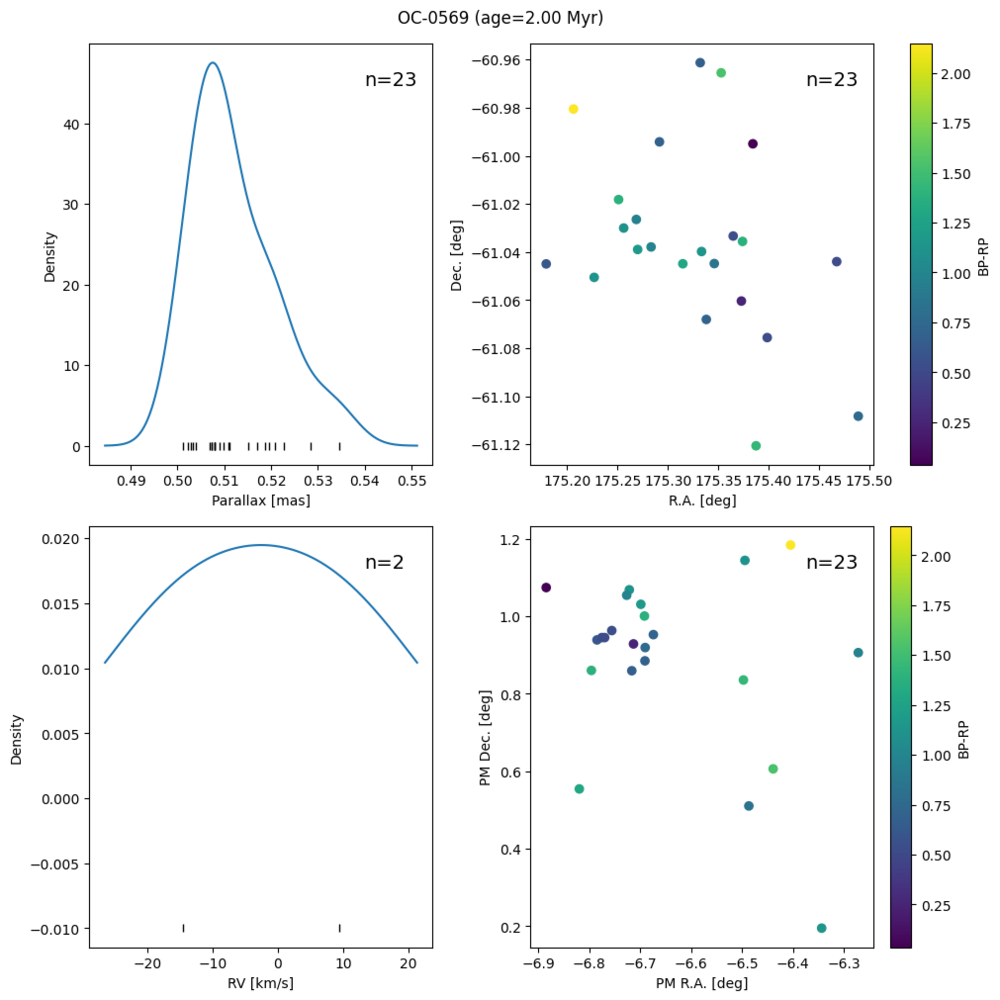 OC-0569 (age=2.00 Myr)
n=23
40
30
20
10
0
Density
0.49 0.50 0.51 0.52 0.53 0.54 0.55
Parallax [mas]
n=23
−60.96
−60.98
−61.00
−61.02
−61.04
−61.06
−61.08
−61.10
−61.12
Dec. [deg]
175.20 175.25 175.30 175.35 175.40 175.45 175.50
R.A. [deg]
2.00
1.75
1.50
1.25
1.00
0.75
0.50
0.25
BP-RP
n=2
0.020
0.015
0.010
0.005
0.000
−0.005
−0.010
Density
−20 −10 0 10 20
RV [km/s]
n=23
1.2
1.0
0.8
0.6
0.4
0.2
PM Dec. [deg]
−6.9 −6.8 −6.7 −6.6 −6.5 −6.4 −6.3
PM R.A. [deg]
2.00
1.75
1.50
1.25
1.00
0.75
0.50
0.25
BP-RP